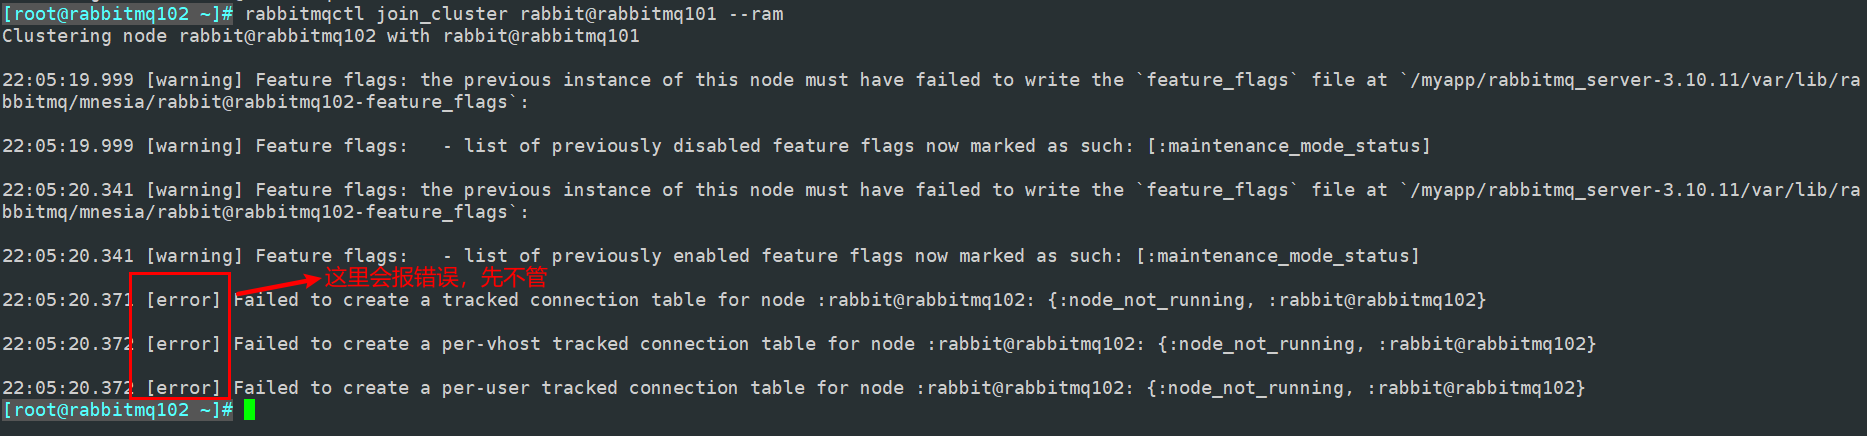 [root@rabbitmq102 ~]# rabbitmqctl join_cluster rabbit@rabbitmq101 --ram
Clustering node rabbit@rabbitmq102 with rabbit@rabbitmq101
22:05:19.999 [warning] Feature flags: the previous instance of this node must have failed to write the `feature_flags` file at `/myapp/rabbitmq_server-3.10.11/var/lib/ra
bbitmq/mnesia/rabbit@rabbitmq102-feature_flags`:
22:05:19.999 [warning] Feature flags:   - list of previously disabled feature flags now marked as such: [:maintenance_mode_status]
22:05:20.341 [warning] Feature flags: the previous instance of this node must have failed to write the `feature_flags` file at `/myapp/rabbitmq_server-3.10.11/var/lib/ra
bbitmq/mnesia/rabbit@rabbitmq102-feature_flags`:
22:05:20.341 [warning] Feature flags:   - list of previously enabled feature flags now marked as such: [:maintenance_mode_status]
这里会报错误，先不管
22:05:20.371 [error] Failed to create a tracked connection table for node :rabbit@rabbitmq102: {:node_not_running, :rabbit@rabbitmq102}
22:05:20.372 [error] Failed to create a per-vhost tracked connection table for node :rabbit@rabbitmq102: {:node_not_running, :rabbit@rabbitmq102}
22:05:20.372 [error] Failed to create a per-user tracked connection table for node :rabbit@rabbitmq102: {:node_not_running, :rabbit@rabbitmq102}
[root@rabbitmq102 ~]#